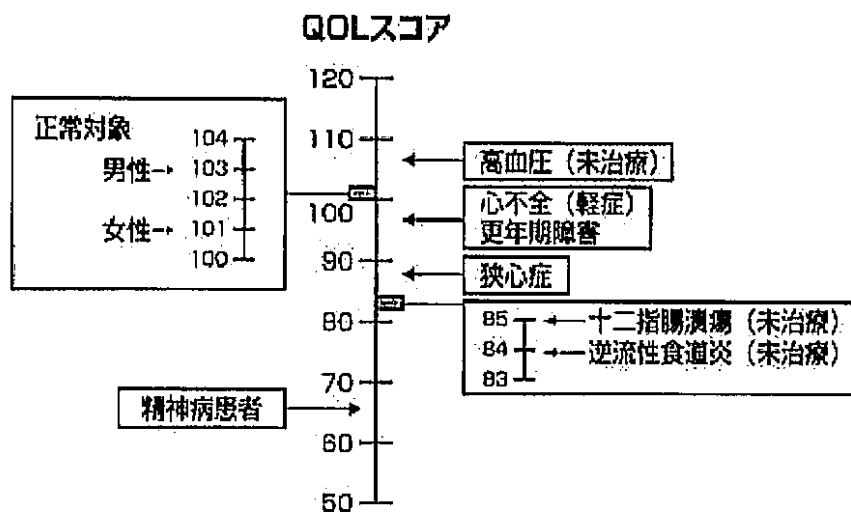 QOLスコア
120
110
100
90
80
70
60
50
正常対象
104
男性→ 103
102
女性→ 101
100
高血圧（未治療）
心不全（軽症）
更年期障害
狭心症
85 十二指腸潰瘍（未治療）
84 逆流性食道炎（未治療）
83
精神病患者